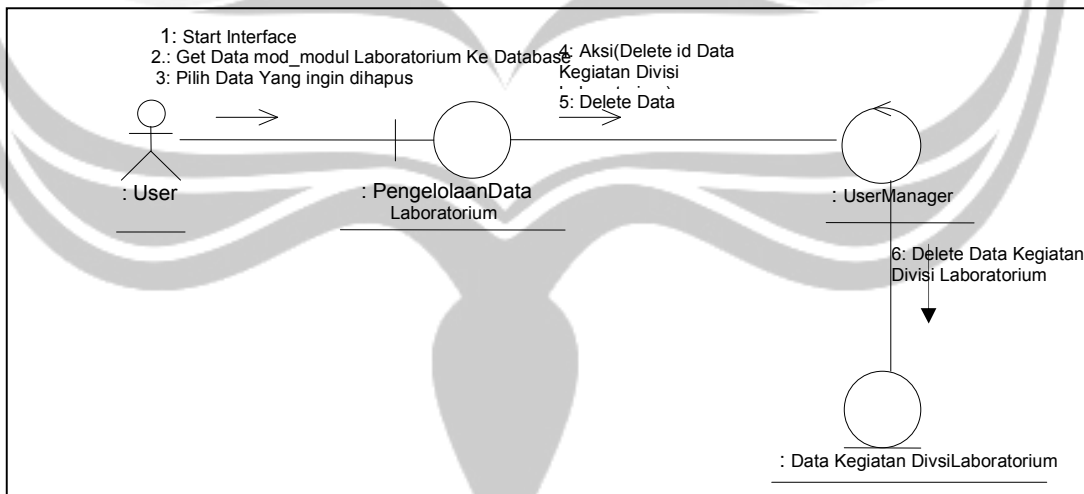 1: Start Interface
2.: Get Data mod_modul Laboratorium Ke Database
3: Pilih Data Yang ingin dihapus
4: Aksi(Delete id Data
Kegiatan Divisi
5: Delete Data
: User
: PengelolaanData
Laboratorium
: UserManager
6: Delete Data Kegiatan
Divisi Laboratorium
: Data Kegiatan DivsiLaboratorium